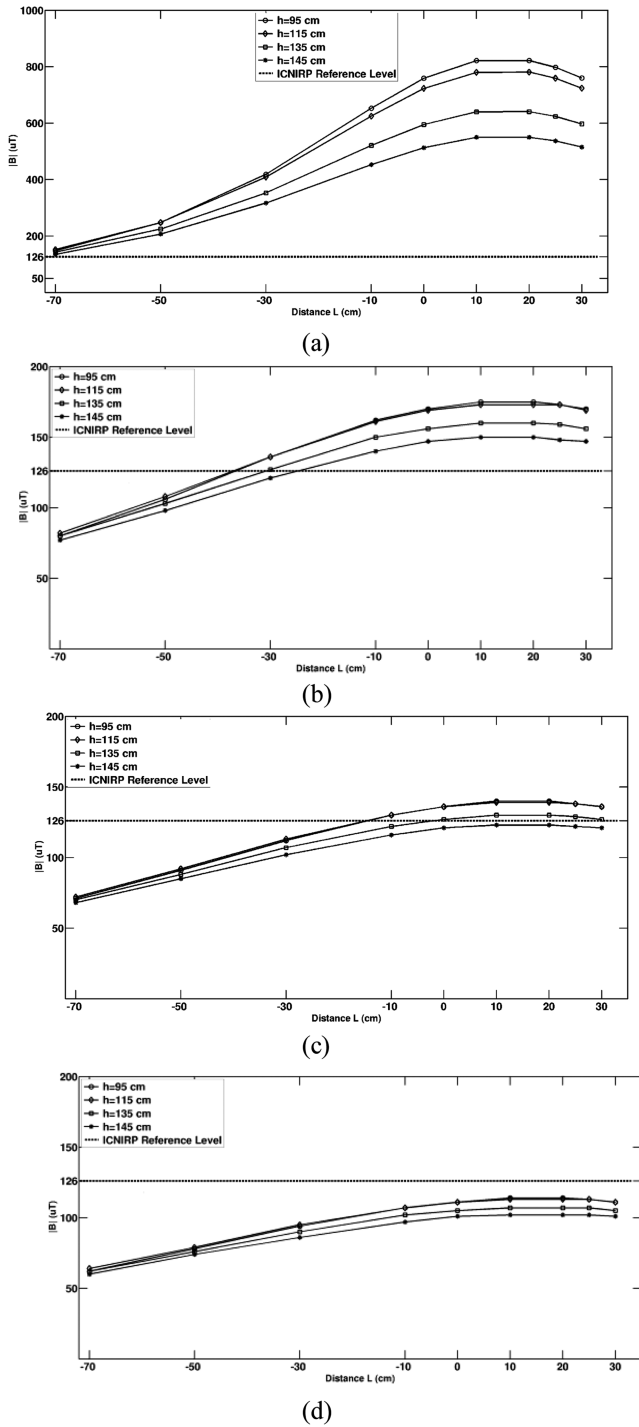 1000
800
600
400
200
126
50
|B| (uT)
h=95 cm
h=115 cm
h=135 cm
h=145 cm
ICNIRP Reference Level
-70 -50 -30 -10 0 10 20 30
Distance L (cm)
(a)
200
150
126
100
50
|B| (uT)
h=95 cm
h=115 cm
h=135 cm
h=145 cm
ICNIRP Reference Level
-70 -50 -30 -10 0 10 20 30
Distance L (cm)
(b)
200
150
126
100
50
|B| (uT)
h=95 cm
h=115 cm
h=135 cm
h=145 cm
ICNIRP Reference Level
-70 -50 -30 -10 0 10 23 30
Distance L (cm)
(c)
200
150
126
100
50
|B| (uT)
h=95 cm
h=115 cm
h=135 cm
h=145 cm
ICNIRP Reference Level
-70 -50 -30 -10 0 10 20 30
Distance L (cm)
(d)